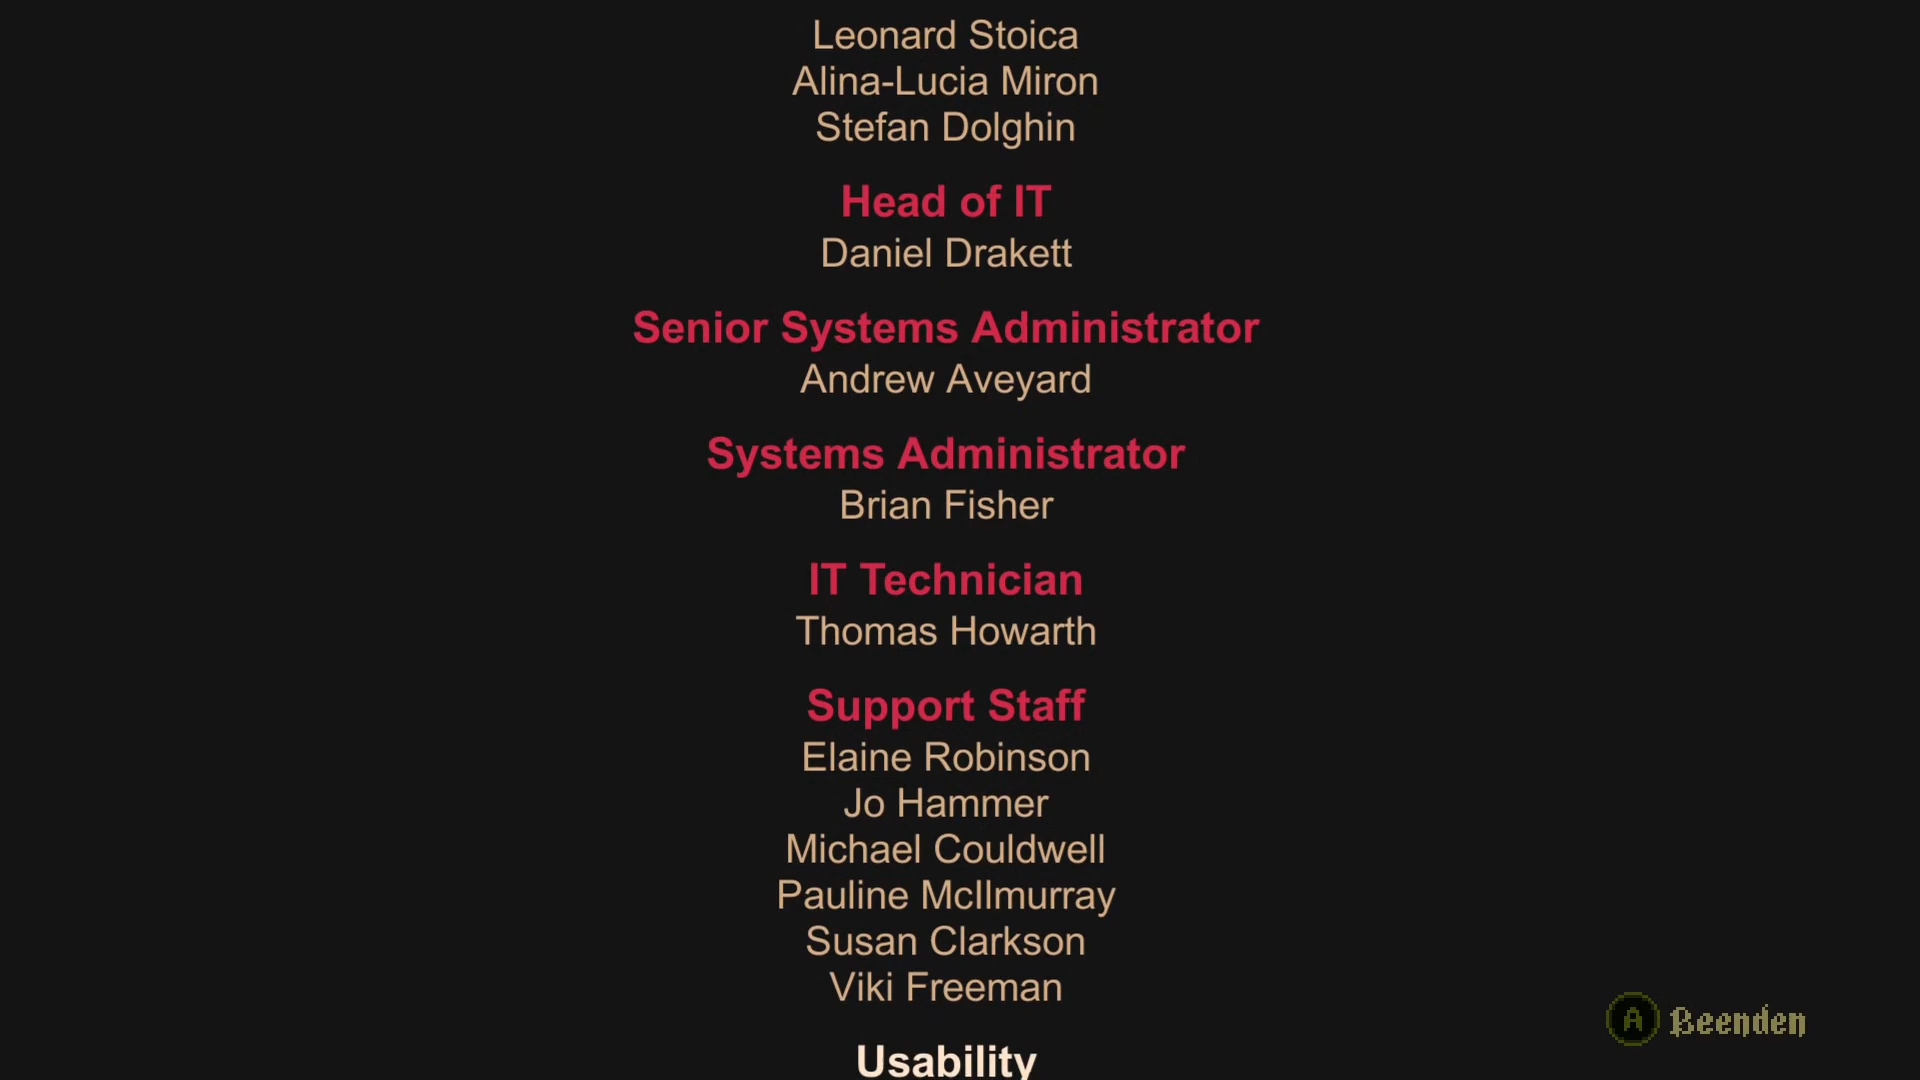 Leonard Stoica
Alina-Lucia Miron
Stefan Dolghin
Head of IT
Daniel Drakett
Senior Systems Administrator
Andrew Aveyard
Systems Administrator
Brian Fisher
IT Technician
Thomas Howarth
Support Staff
Elaine Robinson
Jo Hammer
Michael Couldwell
Pauline McIlmurray
Susan Clarkson
Viki Freeman
A Beenden
Usability